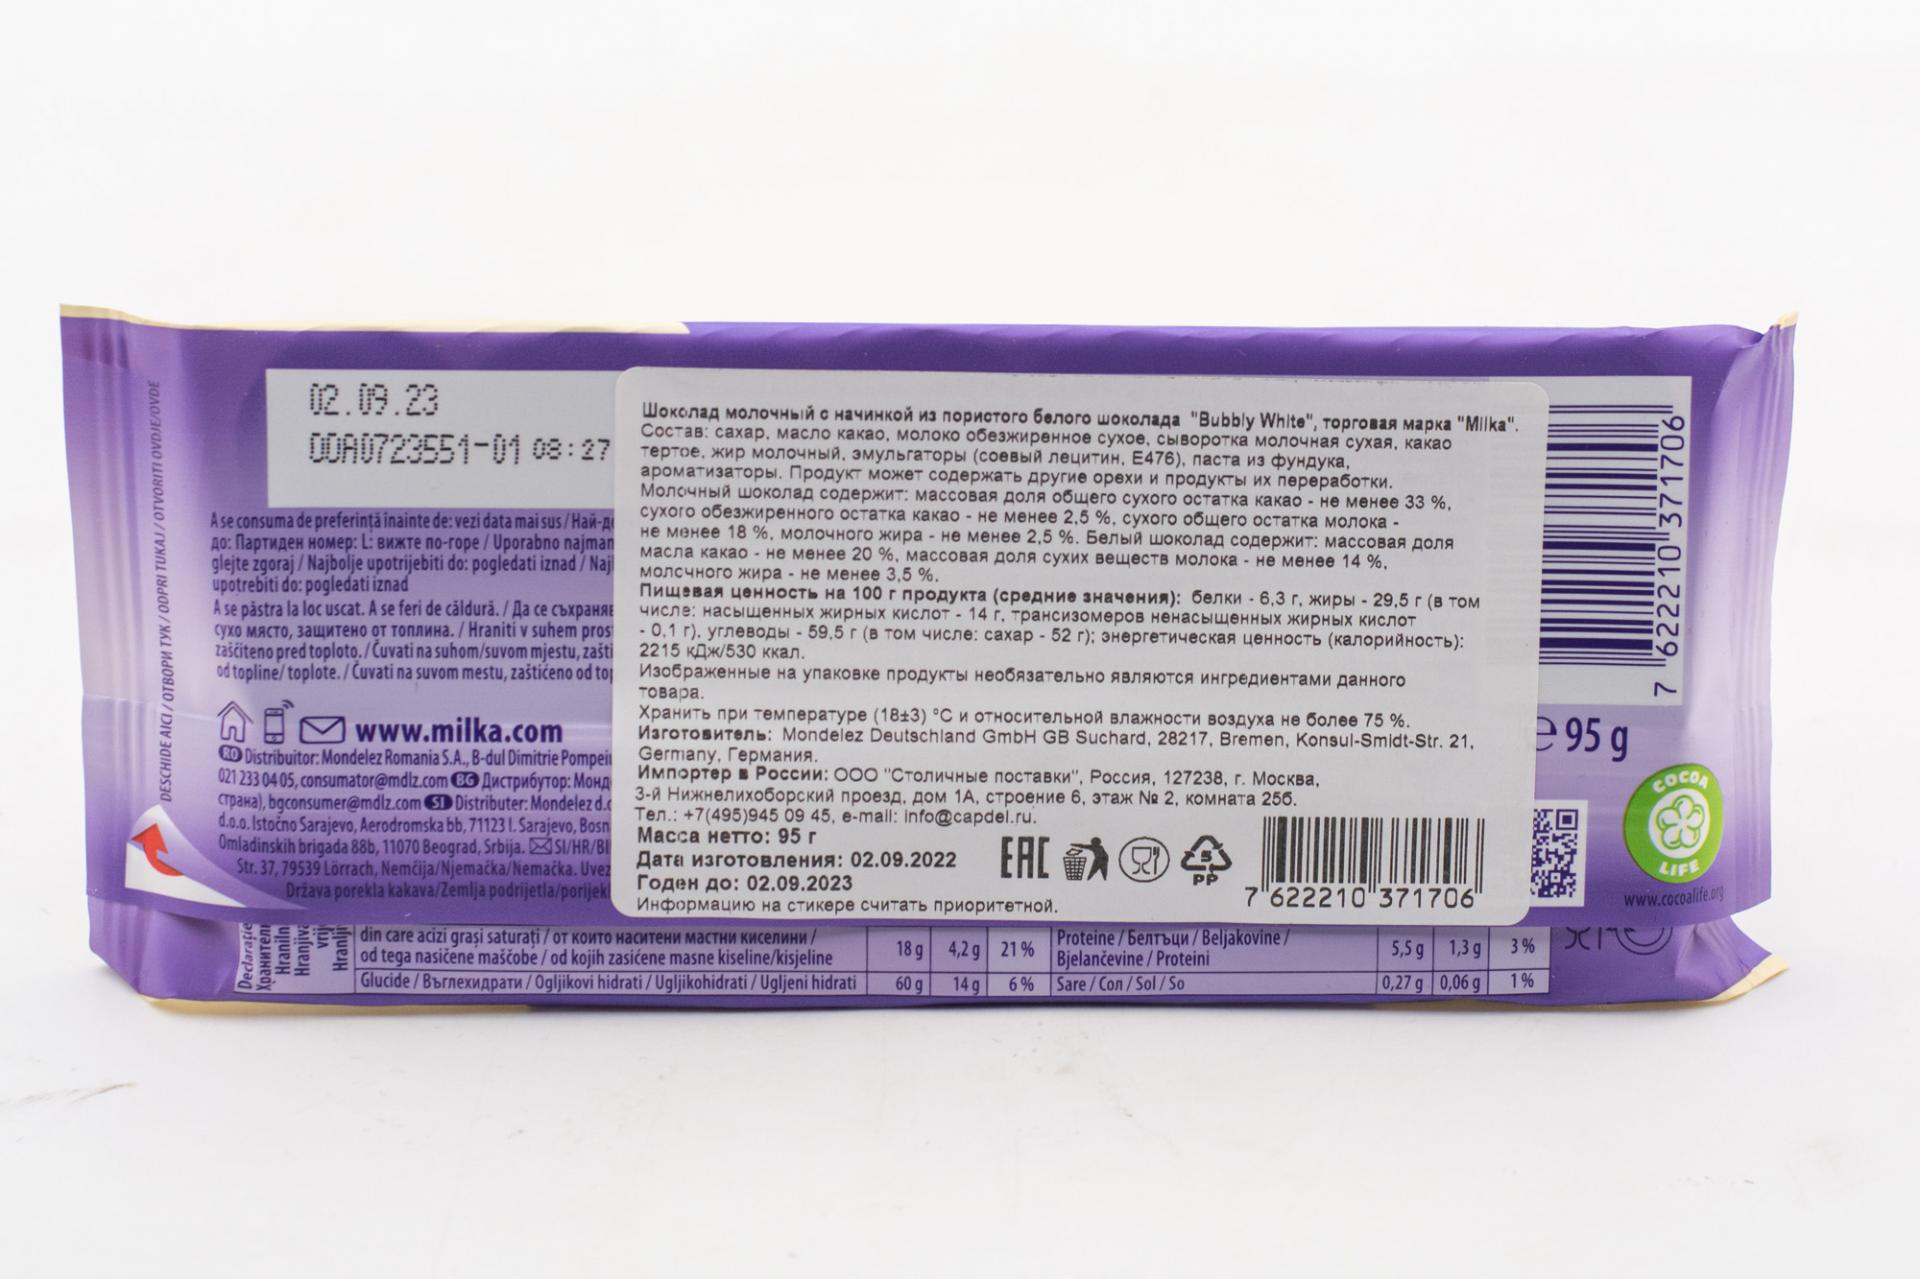 DESCHIDE AICI / ОТВОРИ ТУК / ODPRI TUKAJ / OTVORITI OVDJE/OVDE
02.09.23
OOA0723551-01 08:27
A se consuma de preferință înainte de: vezi data mai sus / Най-
до: Партиден номер: L: вижте по-горе / Uporabno najman
glejte zgoraj / Najbolje upotrijebiti do: pogledati iznad /
upotrebiti do: pogledati iznad
A se păstra la loc uscat. A se feri de căldură. / Да се съхраняв
сухо място, защитено от топлина. / Hraniti v suhem
zaščiteno pred toploto. / Čuvati na suhom/suvom mjestu, zašti
od topline/ toplote. / Čuvati na suvom mestu, zaštićeno od
www.milka.com
RO Distribuitor: Mondelez Romania S.A., B-dul Dimitrie Pompeiu
021 233 04 05, consumator@mdlz.com BG Дистрибутор: Монд
страна), bgconsumer@mdlz.com SI Distributer: Mondelez d.o
d.o.o. Istočno Sarajevo, Aerodromska bb, 71123 I. Sarajevo, Bosn
Omladinskih brigada 88b, 11070 Beograd, Srbija. SI/HR/BI
Str. 37, 79539 Lörrach, Nemčija/Njemačka/Nemačka. Uvez
Država porekla kakava/Zemlja podrijetla/porijekl
Шоколад молочный с начинкой из пористого белого шоколада "Bubbly White", торговая марка "Milka".
Состав: сахар, масло какао, молоко обезжиренное сухое, сыворотка молочная сухая, какао
тертое, жир молочный, эмульгаторы (соевый лецитин, Е476), паста из фундука,
ароматизаторы. Продукт может содержать другие орехи и продукты их переработки.
Молочный шоколад содержит: массовая доля общего сухого остатка какао - не менее 33 %,
сухого обезжиренного остатка какао - не менее 2,5 %, сухого общего остатка молока -
не менее 18 %, молочного жира - не менее 2,5 %. Белый шоколад содержит: массовая доля
масла какао - не менее 20 %, массовая доля сухих веществ молока - не менее 14 %,
молочного жира - не менее 3,5 %.
Пищевая ценность на 100 г продукта (средние значения): белки - 6,3 г, жиры - 29,5 г (в том
числе: насыщенных жирных кислот - 14 г, трансизомеров ненасыщенных жирных кислот
- 0,1 г), углеводы - 59,5 г (в том числе: сахар - 52 г); энергетическая ценность (калорийность):
2215 кДж/530 ккал.
Изображенные на упаковке продукты необязательно являются ингредиентами данного
товара.
Хранить при температуре (18±3) °С и относительной влажности воздуха не более 75 %.
Изготовитель: Mondelez Deutschland GmbH GB Suchard, 28217, Bremen, Konsul-Smidt-Str. 21,
Germany, Германия.
Импортер в России: ООО "Столичные поставки", Россия, 127238, г. Москва,
3-й Нижнелихоборский проезд, дом 1А, строение 6, этаж № 2, комната 25б.
Тел.: +7(495)945 09 45, e-mail: info@capdel.ru.
Масса нетто: 95 г
Дата изготовления: 02.09.2022
Годен до: 02.09.2023
Информацию на стикере считать приоритетной.
EAC
5
PP
7 622210 371706
7 622210 371706
e 95 g
COCOA
LIFE
www.cocoalife.org
din care acizi grași saturați / от които наситени мастни киселини / 18 g 4,2 g 21 % Proteine / Белтъци / Beljakovine / 5,5 g 1,3 g 3 %
od tega nasičene maščobe / od kojih zasićene masne kiseline/kisjeline Bjelančevine / Proteini
Glucide / Въглехидрати / Ogljikovi hidrati / Ugljikohidrati / Ugljeni hidrati 60 g 14 g 6 % Sare / Сол / Sol / So 0,27 g 0,06 g 1 %